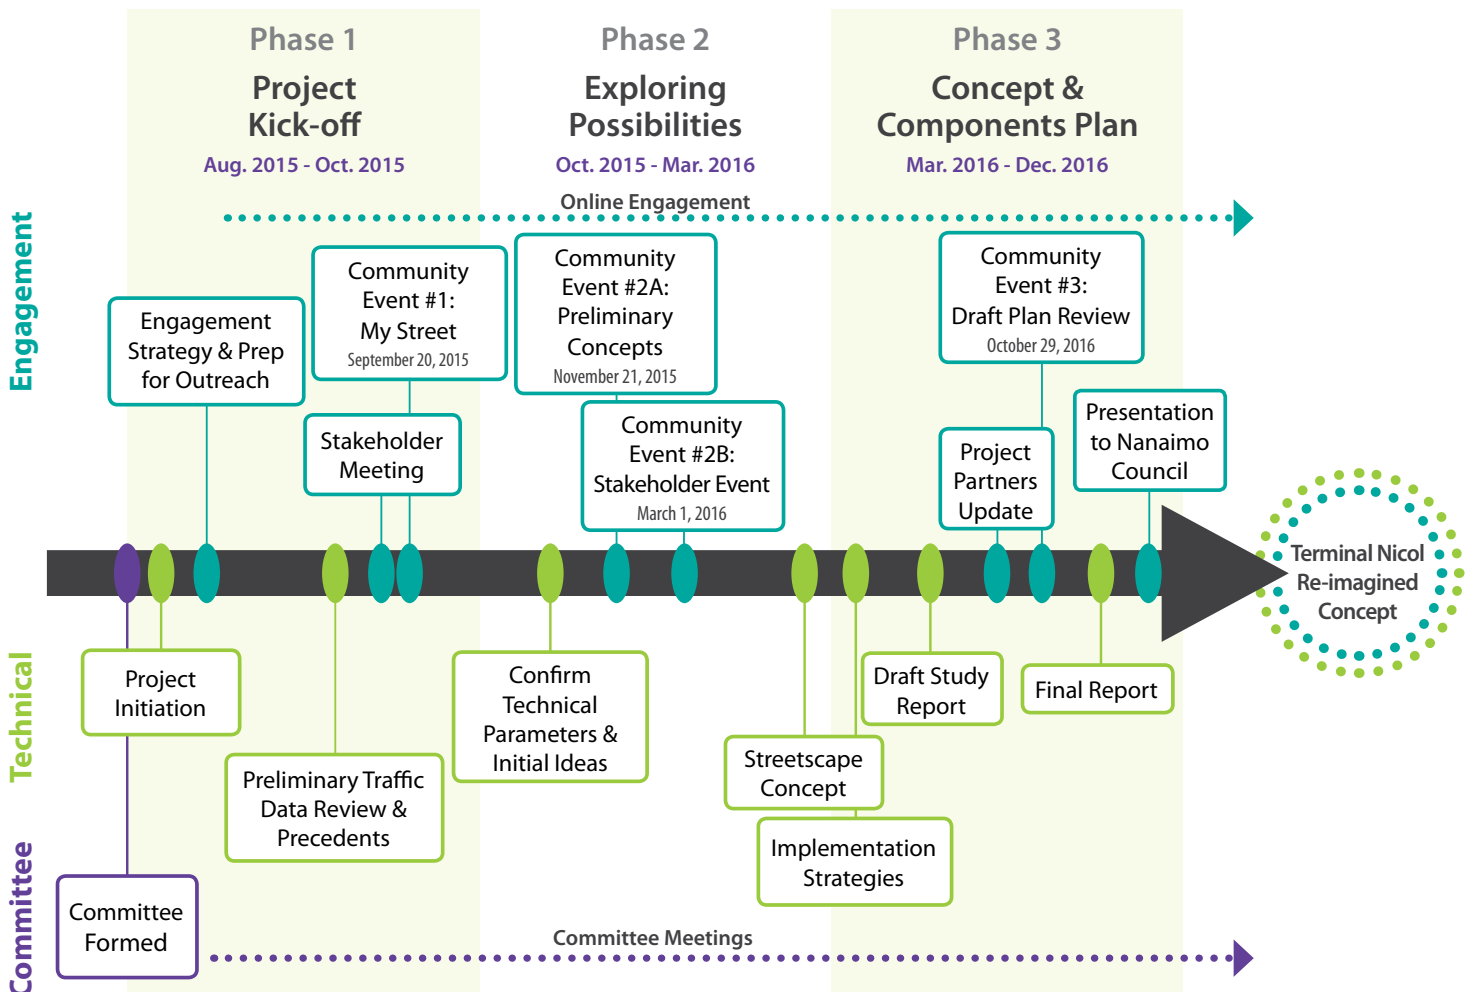 Phase 1
Project
Kick-off
Aug. 2015 - Oct. 2015
Phase 2
Exploring
Possibilities
Oct. 2015 - Mar. 2016
Phase 3
Concept &
Components Plan
Mar. 2016 - Dec. 2016
Engagement
Online Engagement
Engagement
Strategy & Prep
for Outreach
Community
Event #1:
My Street
September 20, 2015
Stakeholder
Meeting
Community
Event #2A:
Preliminary
Concepts
November 21, 2015
Community
Event #2B:
Stakeholder Event
March 1, 2016
Community
Event #3:
Draft Plan Review
October 29, 2016
Project
Partners
Update
Presentation
to Nanaimo
Council
Terminal Nicol
Re-imagined
Concept
Technical
Project
Initiation
Preliminary Traffic
Data Review &
Precedents
Confirm
Technical
Parameters &
Initial Ideas
Streetscape
Concept
Implementation
Strategies
Draft Study
Report
Final Report
Committee
Committee
Formed
Committee Meetings